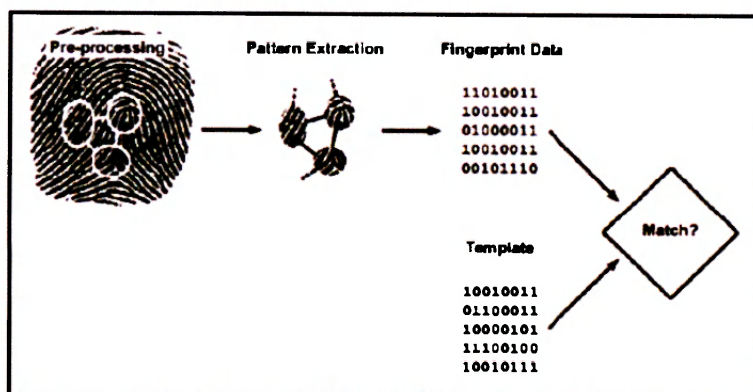 Pre-processing
Pattern Extraction
Fingerprint Data
11010011
10010011
01000011
10010011
00101110
Match?
Template
10010011
01100011
10000101
11100100
10010111